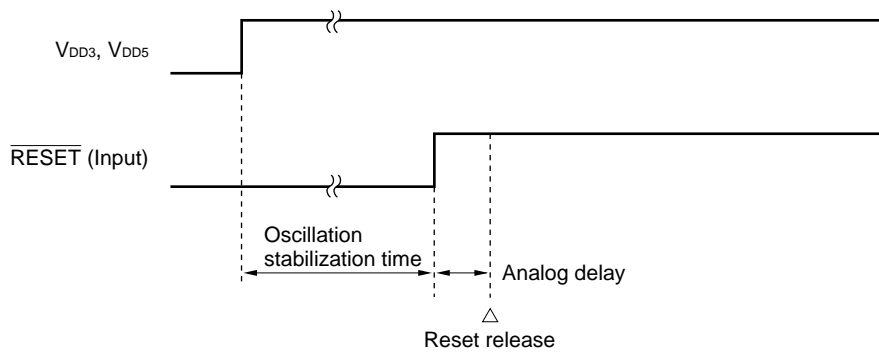 VDD3, VDD5
RESET (Input)
Oscillation
stabilization time
Analog delay
Reset release